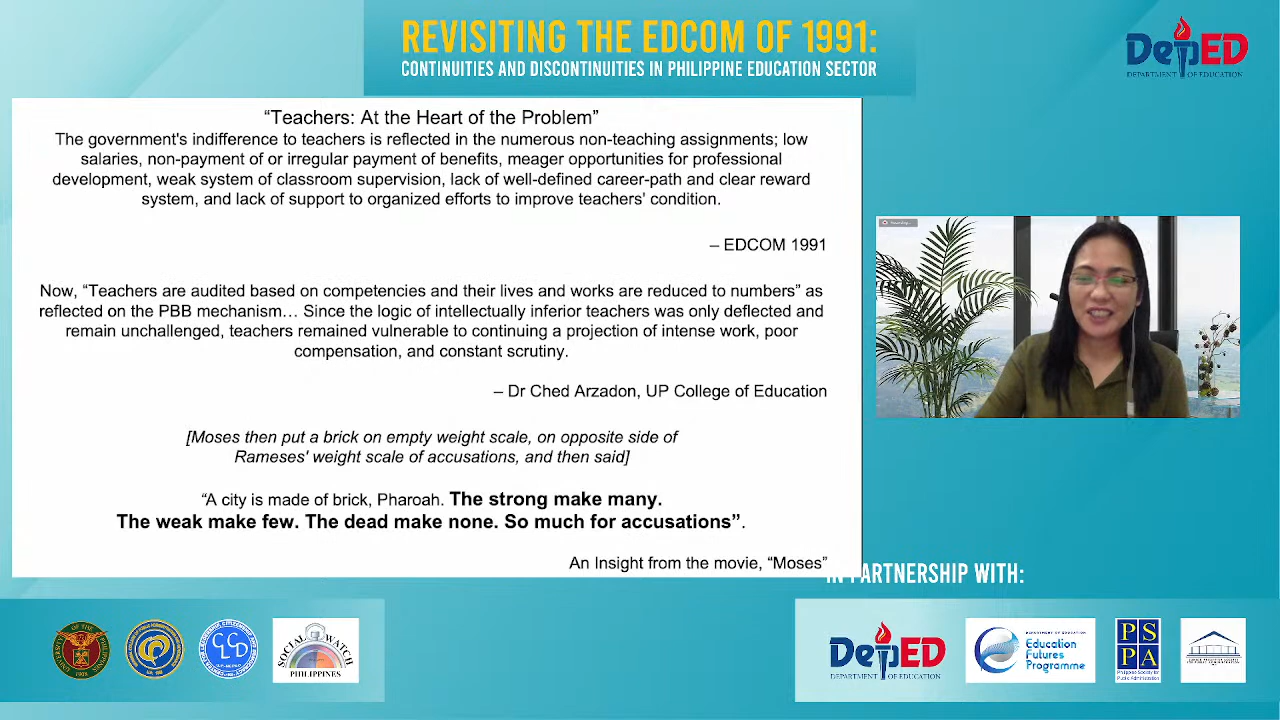 REVISITING THE EDCOM OF 1991:
CONTINUITIES AND DISCONTINUITIES IN PHILIPPINE EDUCATION SECTOR
DepED
DEPARTMENT OF EDUCATION
“Teachers: At the Heart of the Problem”
The government's indifference to teachers is reflected in the numerous non-teaching assignments; low
salaries, non-payment of or irregular payment of benefits, meager opportunities for professional
development, weak system of classroom supervision, lack of well-defined career-path and clear reward
system, and lack of support to organized efforts to improve teachers' condition.
– EDCOM 1991
Now, “Teachers are audited based on competencies and their lives and works are reduced to numbers” as
reflected on the PBB mechanism… Since the logic of intellectually inferior teachers was only deflected and
remain unchallenged, teachers remained vulnerable to continuing a projection of intense work, poor
compensation, and constant scrutiny.
– Dr Ched Arzadon, UP College of Education
[Moses then put a brick on empty weight scale, on opposite side of
Rameses' weight scale of accusations, and then said]
“A city is made of brick, Pharoah. The strong make many.
The weak make few. The dead make none. So much for accusations”.
An Insight from the movie, “Moses”
IN PARTNERSHIP WITH:
SOCIAL WATCH
PHILIPPINES
DepED
DEPARTMENT OF EDUCATION
DEPARTMENT OF EDUCATION
Education
Futures
Programme
PS
PA
Philippine Society for
Public Administration